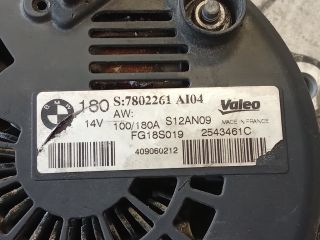 180 S:7802261 AI04
AW:
14V 100/180A S12AN09
FG18S019 2543461C
409060212
Valeo
MADE IN FRANCE